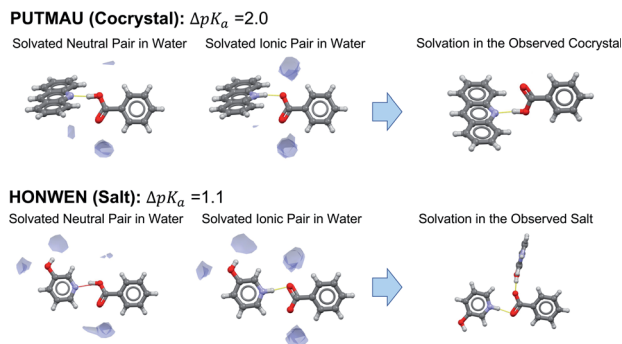 PUTMAU (Cocrystal): ΔpKₐ =2.0
Solvated Neutral Pair in Water
Solvated Ionic Pair in Water
Solvation in the Observed Cocrystal
HONWEN (Salt): ΔpKₐ =1.1
Solvated Neutral Pair in Water
Solvated Ionic Pair in Water
Solvation in the Observed Salt